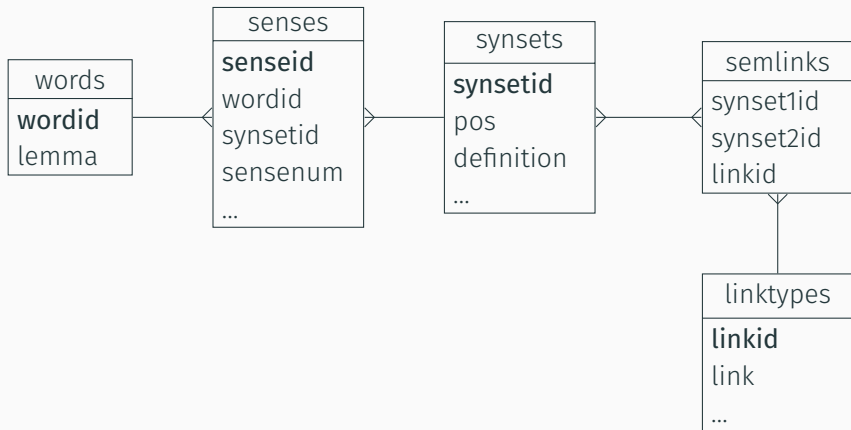 words
wordid
lemma
senses
senseid
wordid
synsetid
sensenum
...
synsets
synsetid
pos
definition
...
semlinks
synset1id
synset2id
linkid
linktypes
linkid
link
...